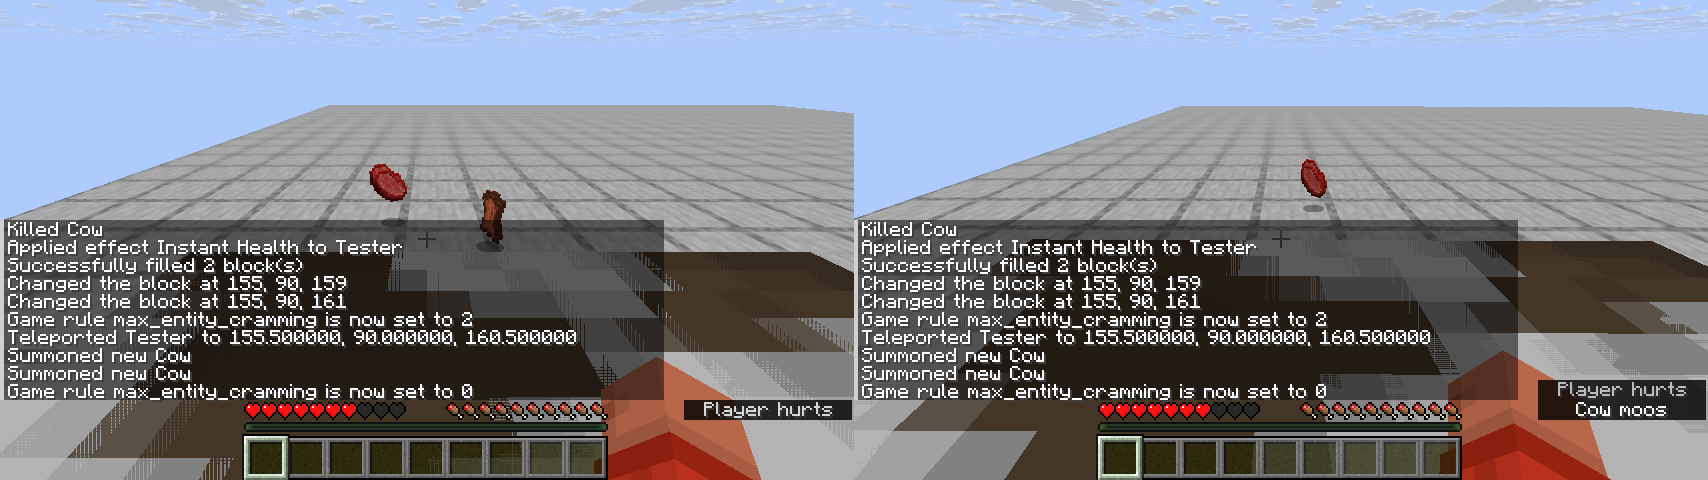 Killed Cow
Applied effect Instant Health to Tester
Successfully filled 2 block(s)
Changed the block at 155, 90, 159
Changed the block at 155, 90, 161
Game rule max_entity_cramming is now set to 2
Teleported Tester to 155.500000, 90.000000, 160.500000
Summoned new Cow
Summoned new Cow
Game rule max_entity_cramming is now set to 0
Player hurts
Killed Cow
Applied effect Instant Health to Tester
Successfully filled 2 block(s)
Changed the block at 155, 90, 159
Changed the block at 155, 90, 161
Game rule max_entity_cramming is now set to 2
Teleported Tester to 155.500000, 90.000000, 160.500000
Summoned new Cow
Summoned new Cow
Game rule max_entity_cramming is now set to 0
Player hurts
Cow moos